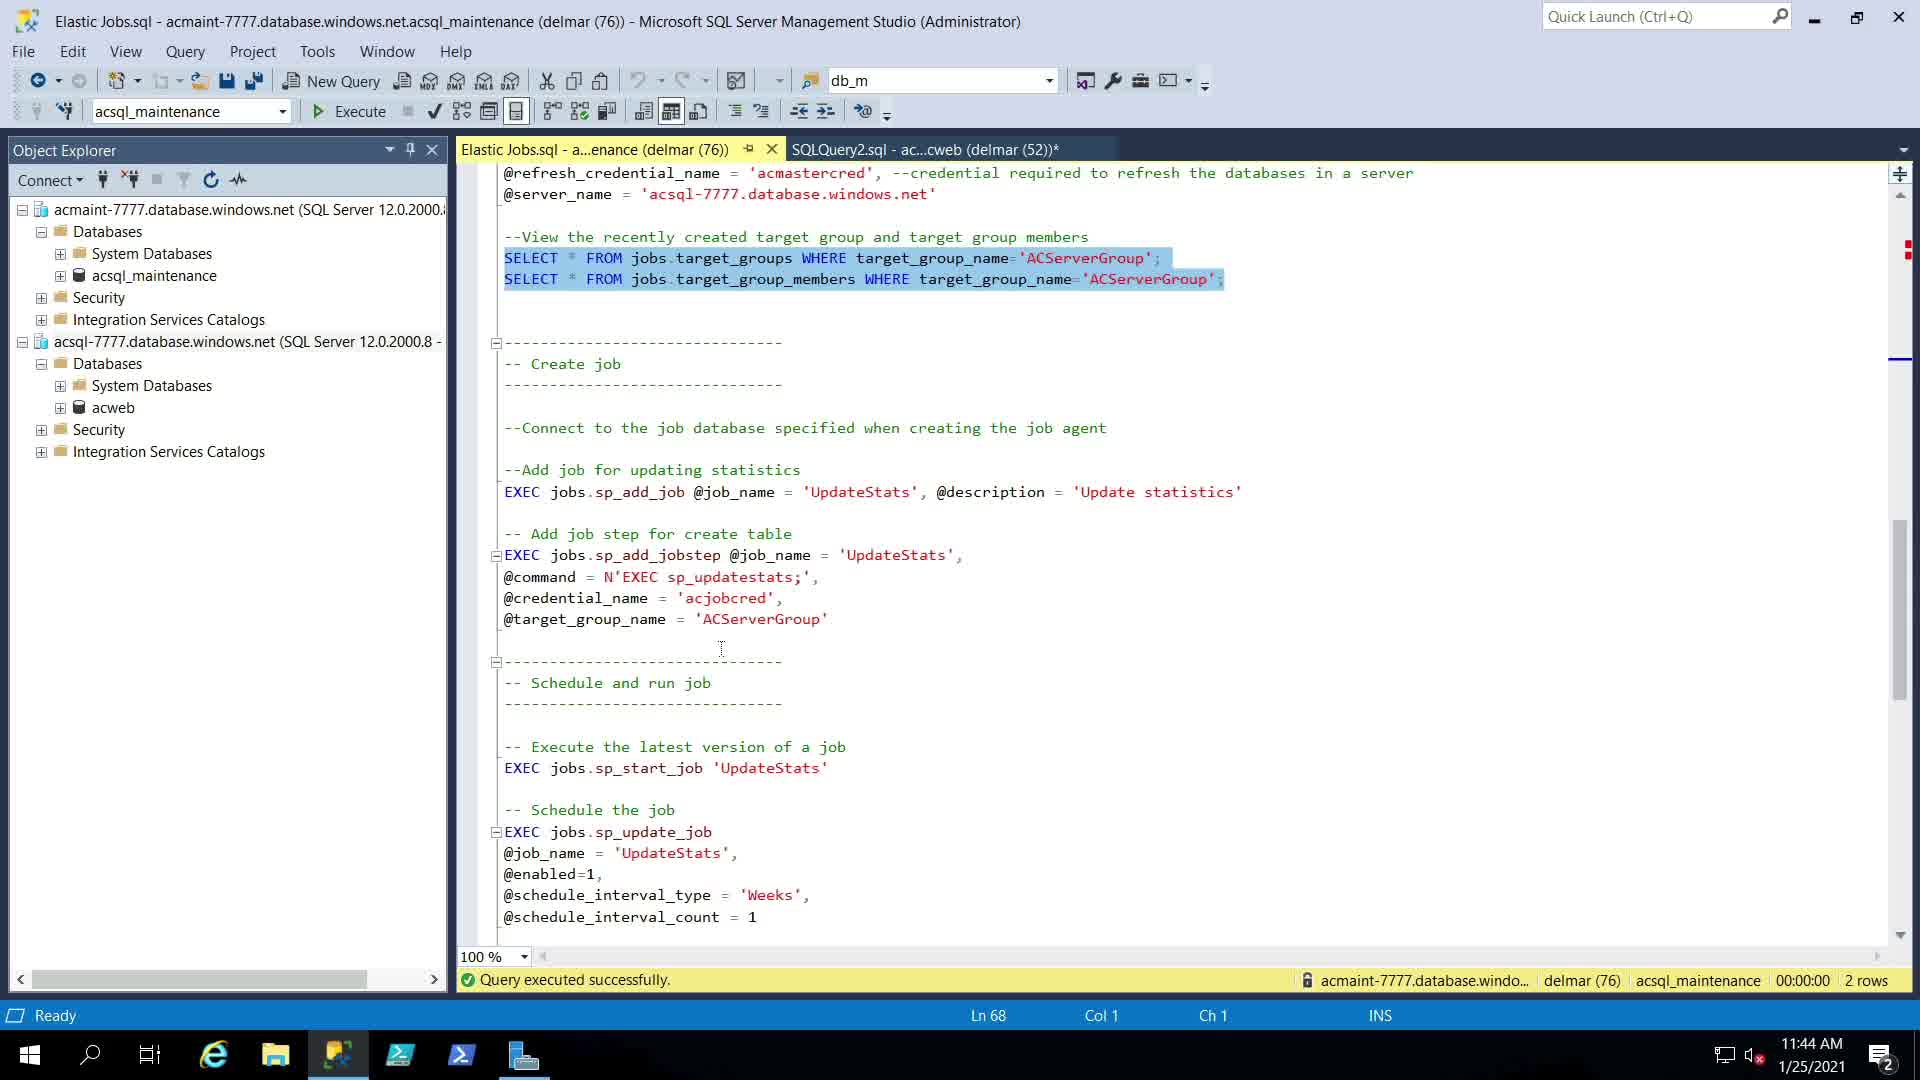 Elastic Jobs.sql - acmaint-7777.database.windows.net.acsql_maintenance (delmar (76)) - Microsoft SQL Server Management Studio (Administrator)
Quick Launch (Ctrl+Q)
File Edit View Query Project Tools Window Help
New Query
MDX DMX XMLA DAX
db_m
acsql_maintenance
Execute
Object Explorer
Connect
acmaint-7777.database.windows.net (SQL Server 12.0.2000.
Databases
System Databases
acsql_maintenance
Security
Integration Services Catalogs
acsql-7777.database.windows.net (SQL Server 12.0.2000.8 -
Databases
System Databases
acweb
Security
Integration Services Catalogs
Elastic Jobs.sql - a...enance (delmar (76))
SQLQuery2.sql - ac...cweb (delmar (52))*
@refresh_credential_name = 'acmastercred', --credential required to refresh the databases in a server
@server_name = 'acsql-7777.database.windows.net'
--View the recently created target group and target group members
SELECT * FROM jobs.target_groups WHERE target_group_name='ACServerGroup';
SELECT * FROM jobs.target_group_members WHERE target_group_name='ACServerGroup';
-------------------------------
-- Create job
-------------------------------
--Connect to the job database specified when creating the job agent
--Add job for updating statistics
EXEC jobs.sp_add_job @job_name = 'UpdateStats', @description = 'Update statistics'
-- Add job step for create table
EXEC jobs.sp_add_jobstep @job_name = 'UpdateStats',
@command = N'EXEC sp_updatestats;',
@credential_name = 'acjobcred',
@target_group_name = 'ACServerGroup'
-------------------------------
-- Schedule and run job
-------------------------------
-- Execute the latest version of a job
EXEC jobs.sp_start_job 'UpdateStats'
-- Schedule the job
EXEC jobs.sp_update_job
@job_name = 'UpdateStats',
@enabled=1,
@schedule_interval_type = 'Weeks',
@schedule_interval_count = 1
100 %
Query executed successfully.
acmaint-7777.database.windo...
delmar (76)
acsql_maintenance
00:00:00
2 rows
Ready
Ln 68
Col 1
Ch 1
INS
11:44 AM
1/25/2021
2